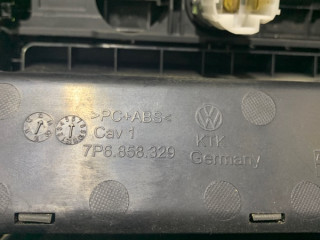 >PC+ABS<
Cav 1
7P6.858.329
KTK
Germany